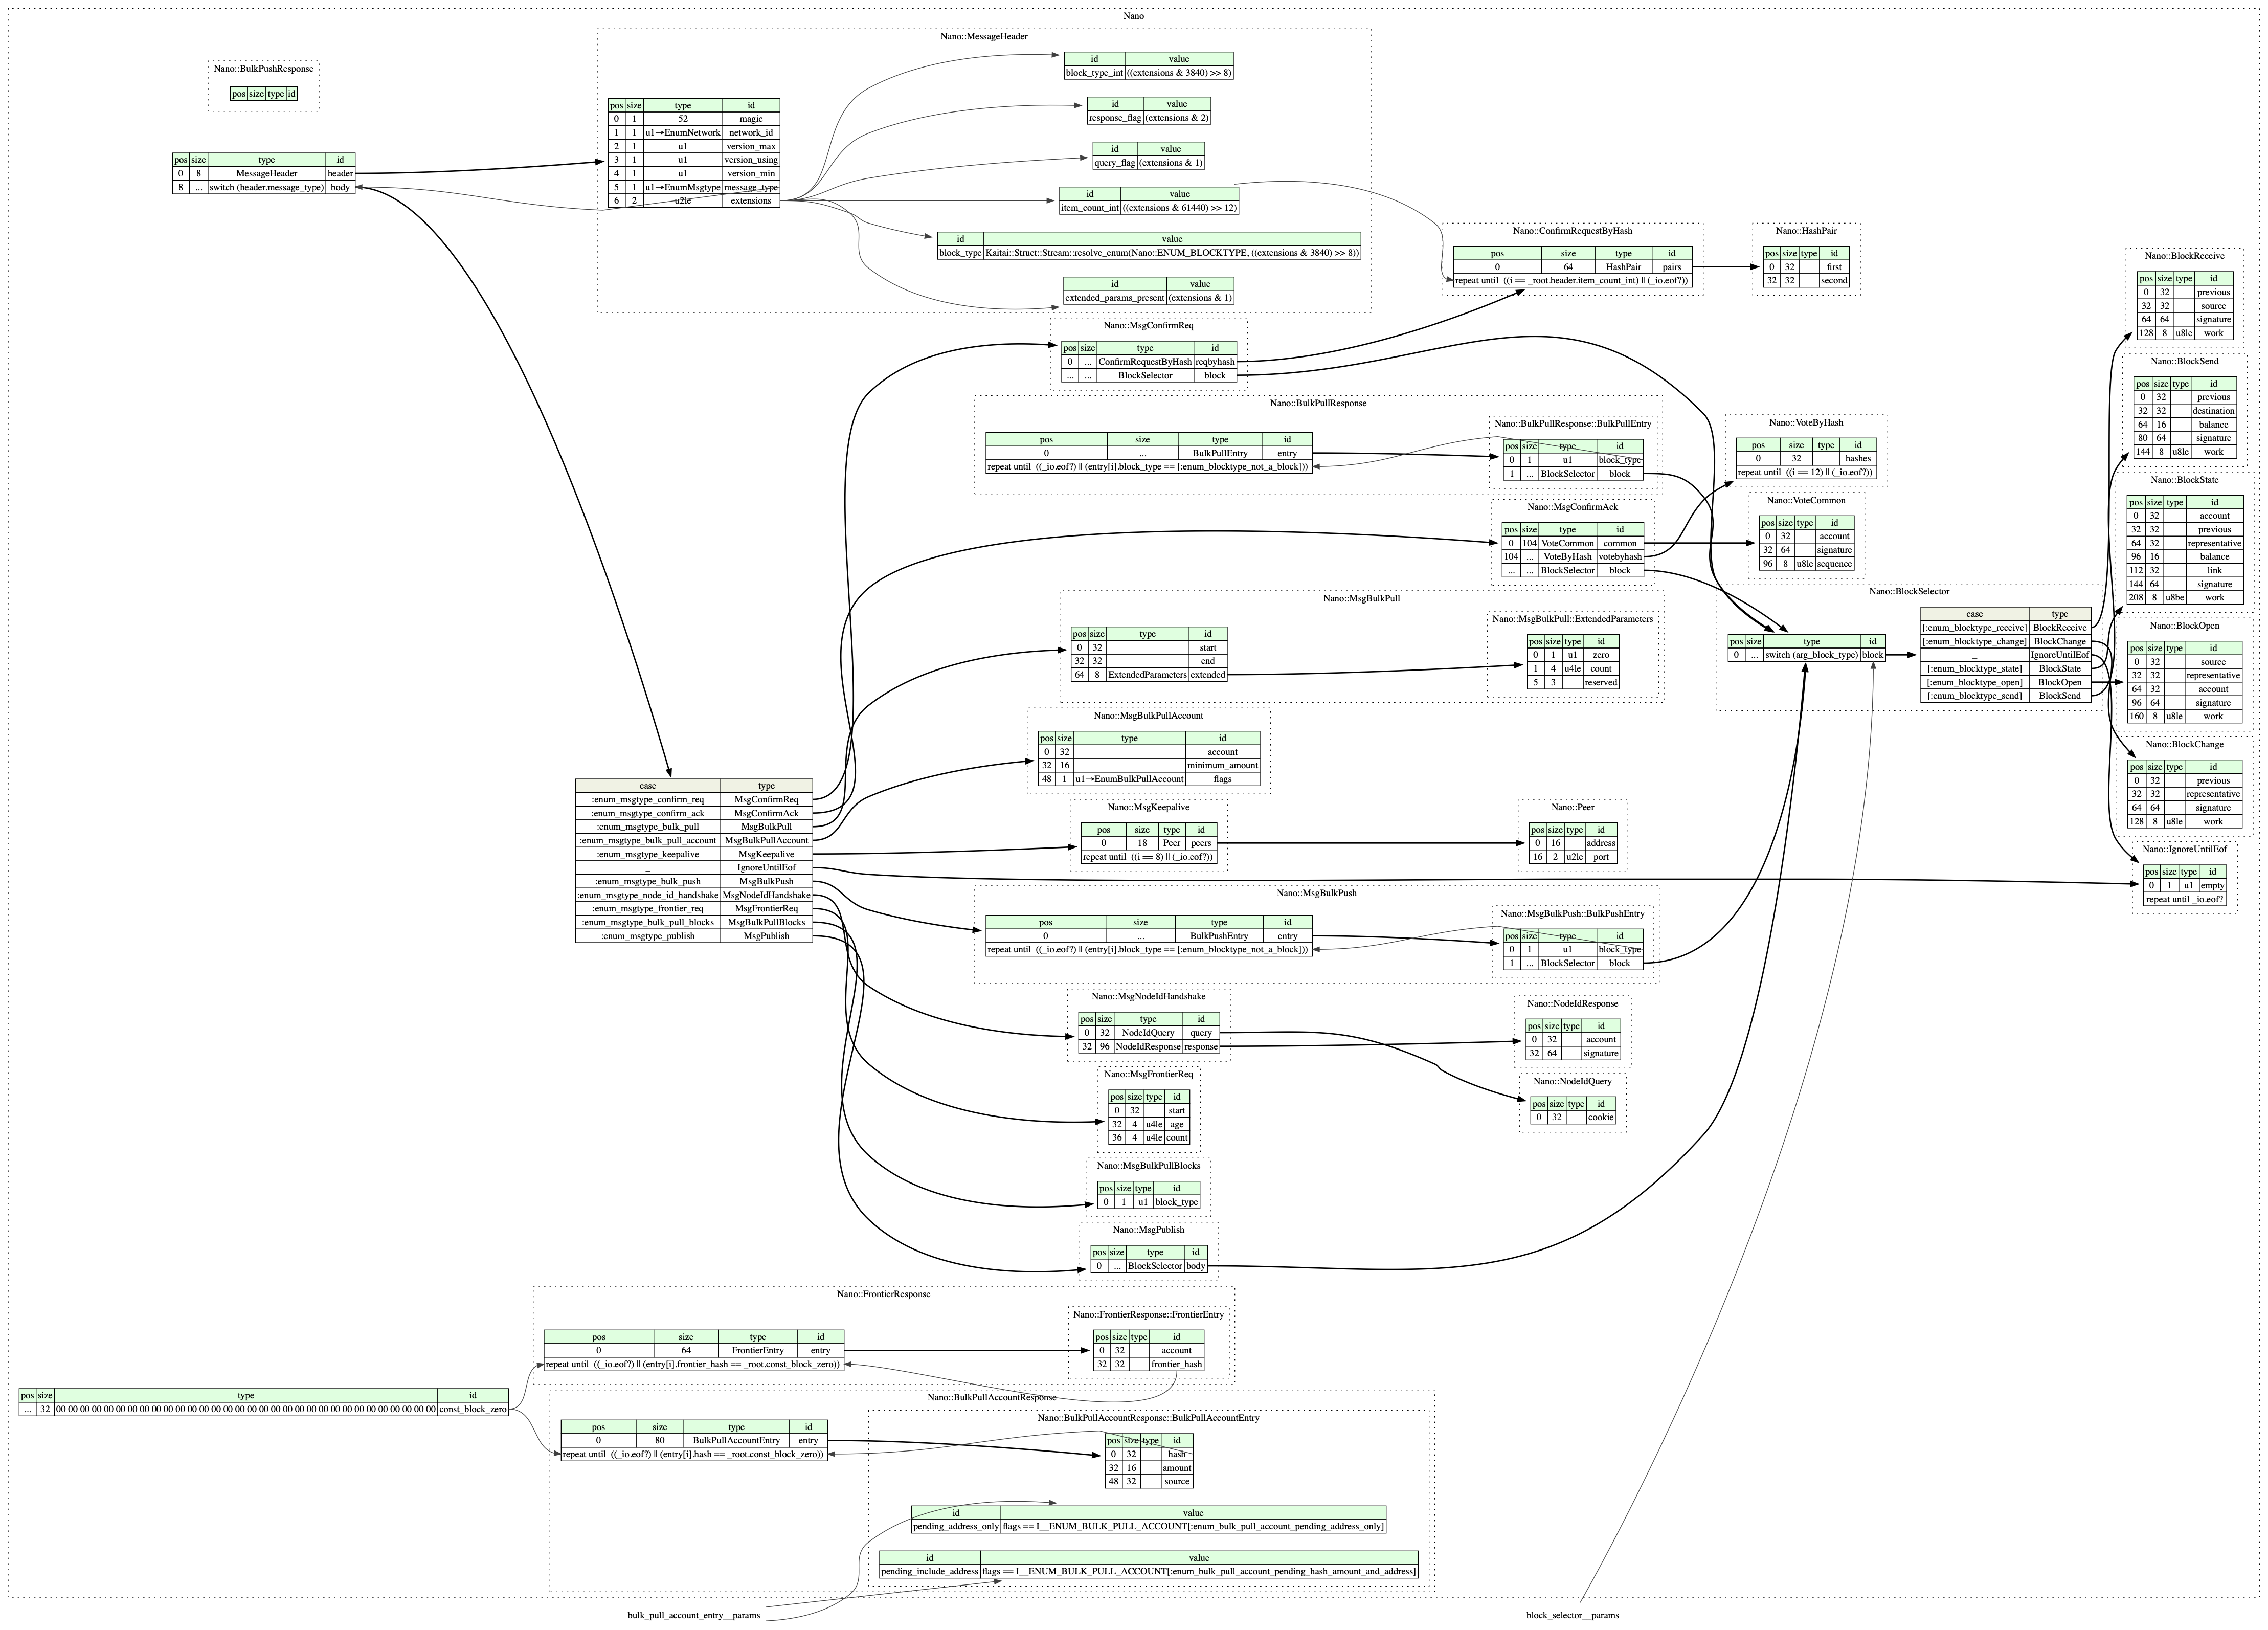 Nano
Nano::BulkPushResponse
pos size type id
pos size type id
0 8 MessageHeader header
8 ... switch (header.message_type) body
Nano::MessageHeader
pos size type id
0 1 52 magic
1 1 u1→EnumNetwork network_id
2 1 u1 version_max
3 1 u1 version_using
4 1 u1 version_min
5 1 u1→EnumMsgtype message_type
6 2 u2le extensions
id value
block_type_int ((extensions & 3840) >> 8)
id value
response_flag (extensions & 2)
id value
query_flag (extensions & 1)
id value
item_count_int ((extensions & 61440) >> 12)
id value
block_type Kaitai::Struct::Stream::resolve_enum(Nano::ENUM_BLOCKTYPE, ((extensions & 3840) >> 8))
id value
extended_params_present (extensions & 1)
Nano::ConfirmRequestByHash
pos size type id
0 64 HashPair pairs
repeat until ((i == _root.header.item_count_int) || (_io.eof?))
Nano::HashPair
pos size type id
0 32 first
32 32 second
Nano::MsgConfirmReq
pos size type id
0 ... ConfirmRequestByHash reqbyhash
... ... BlockSelector block
Nano::BulkPullResponse
pos size type id
0 ... BulkPullEntry entry
repeat until ((_io.eof?) || (entry[i].block_type == [:enum_blocktype_not_a_block]))
Nano::BulkPullResponse::BulkPullEntry
pos size type id
0 1 u1 block_type
1 ... BlockSelector block
Nano::VoteByHash
pos size type id
0 32 hashes
repeat until ((i == 12) || (_io.eof?))
Nano::MsgConfirmAck
pos size type id
0 104 VoteCommon common
104 ... VoteByHash votebyhash
... ... BlockSelector block
Nano::VoteCommon
pos size type id
0 32 account
32 64 signature
96 8 u8le sequence
Nano::MsgBulkPull
pos size type id
0 32 start
32 32 end
64 8 ExtendedParameters extended
Nano::MsgBulkPull::ExtendedParameters
pos size type id
0 1 u1 zero
1 4 u4le count
5 3 reserved
Nano::BlockSelector
pos size type id
0 ... switch (arg_block_type) block
case type
[:enum_blocktype_receive] BlockReceive
[:enum_blocktype_change] BlockChange
_ IgnoreUntilEof
[:enum_blocktype_state] BlockState
[:enum_blocktype_open] BlockOpen
[:enum_blocktype_send] BlockSend
Nano::BlockReceive
pos size type id
0 32 previous
32 32 source
64 64 signature
128 8 u8le work
Nano::BlockSend
pos size type id
0 32 previous
32 32 destination
64 16 balance
80 64 signature
144 8 u8le work
Nano::BlockState
pos size type id
0 32 account
32 32 previous
64 32 representative
96 16 balance
112 32 link
144 64 signature
208 8 u8be work
Nano::BlockOpen
pos size type id
0 32 source
32 32 representative
64 32 account
96 64 signature
160 8 u8le work
Nano::BlockChange
pos size type id
0 32 previous
32 32 representative
64 64 signature
128 8 u8le work
Nano::IgnoreUntilEof
pos size type id
0 1 u1 empty
repeat until _io.eof?
Nano::MsgBulkPullAccount
pos size type id
0 32 account
32 16 minimum_amount
48 1 u1→EnumBulkPullAccount flags
case type
:enum_msgtype_confirm_req MsgConfirmReq
:enum_msgtype_confirm_ack MsgConfirmAck
:enum_msgtype_bulk_pull MsgBulkPull
:enum_msgtype_bulk_pull_account MsgBulkPullAccount
:enum_msgtype_keepalive MsgKeepalive
_ IgnoreUntilEof
:enum_msgtype_bulk_push MsgBulkPush
:enum_msgtype_node_id_handshake MsgNodeIdHandshake
:enum_msgtype_frontier_req MsgFrontierReq
:enum_msgtype_bulk_pull_blocks MsgBulkPullBlocks
:enum_msgtype_publish MsgPublish
Nano::MsgKeepalive
pos size type id
0 18 Peer peers
repeat until ((i == 8) || (_io.eof?))
Nano::Peer
pos size type id
0 16 address
16 2 u2le port
Nano::MsgBulkPush
pos size type id
0 ... BulkPushEntry entry
repeat until ((_io.eof?) || (entry[i].block_type == [:enum_blocktype_not_a_block]))
Nano::MsgBulkPush::BulkPushEntry
pos size type id
0 1 u1 block_type
1 ... BlockSelector block
Nano::MsgNodeIdHandshake
pos size type id
0 32 NodeIdQuery query
32 96 NodeIdResponse response
Nano::NodeIdResponse
pos size type id
0 32 account
32 64 signature
Nano::NodeIdQuery
pos size type id
0 32 cookie
Nano::MsgFrontierReq
pos size type id
0 32 start
32 4 u4le age
36 4 u4le count
Nano::MsgBulkPullBlocks
pos size type id
0 1 u1 block_type
Nano::MsgPublish
pos size type id
0 ... BlockSelector body
Nano::FrontierResponse
pos size type id
0 64 FrontierEntry entry
repeat until ((_io.eof?) || (entry[i].frontier_hash == _root.const_block_zero))
Nano::FrontierResponse::FrontierEntry
pos size type id
0 32 account
32 32 frontier_hash
pos size type id
... 32 00 00 00 00 00 00 00 00 00 00 00 00 00 00 00 00 00 00 00 00 00 00 00 00 00 00 00 00 00 00 00 00 const_block_zero
Nano::BulkPullAccountResponse
pos size type id
0 80 BulkPullAccountEntry entry
repeat until ((_io.eof?) || (entry[i].hash == _root.const_block_zero))
Nano::BulkPullAccountResponse::BulkPullAccountEntry
pos size type id
0 32 hash
32 16 amount
48 32 source
id value
pending_address_only flags == I__ENUM_BULK_PULL_ACCOUNT[:enum_bulk_pull_account_pending_address_only]
id value
pending_include_address flags == I__ENUM_BULK_PULL_ACCOUNT[:enum_bulk_pull_account_pending_hash_amount_and_address]
bulk_pull_account_entry__params
block_selector__params